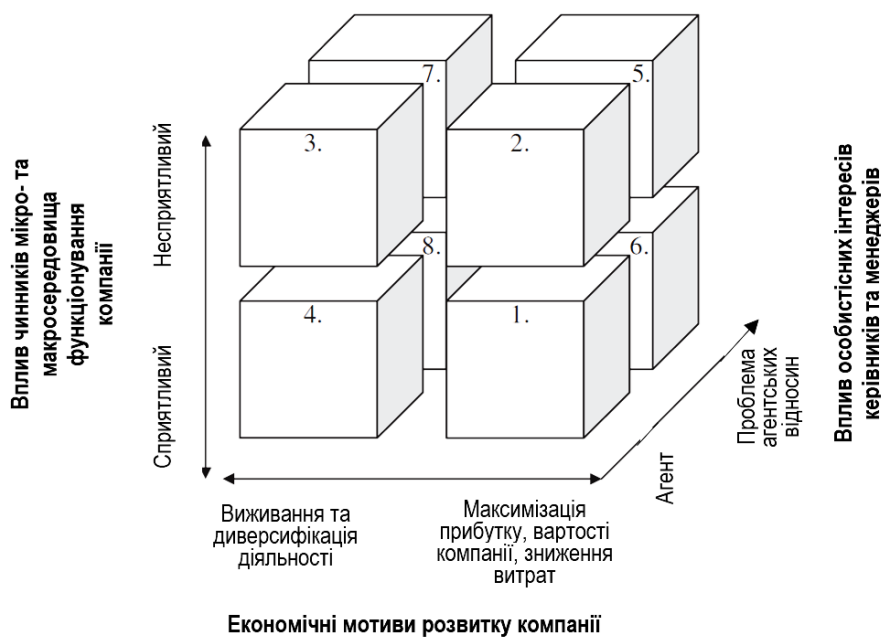 7.
5.
3.
2.
8.
6.
4.
1.
Вплив чинників мікро- та
макросередовища
функціонування
компанії
Несприятливий
Сприятливий
Виживання та
диверсифікація
діяльності
Максимізація
прибутку, вартості
компанії, зниження
витрат
Агент
Проблема
агентських
відносин
Вплив особистісних інтересів
керівників та менеджерів
Економічні мотиви розвитку компанії